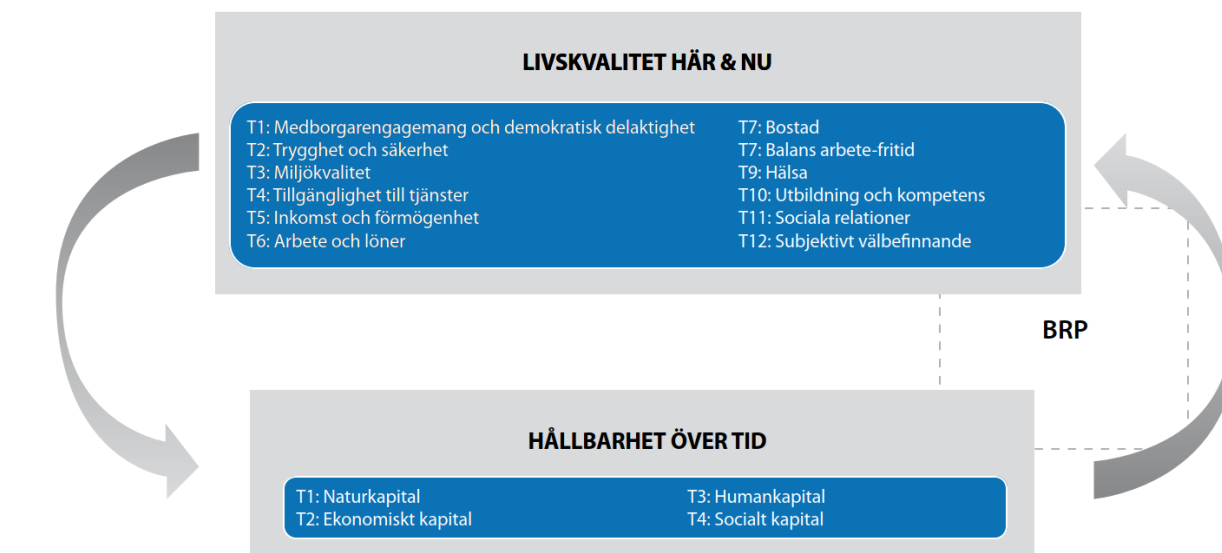 LIVSKVALITET HÄR & NU
T1: Medborgarengagemang och demokratisk delaktighet
T2: Trygghet och säkerhet
T3: Miljökvalitet
T4: Tillgänglighet till tjänster
T5: Inkomst och förmögenhet
T6: Arbete och löner
T7: Bostad
T7: Balans arbete-fritid
T9: Hälsa
T10: Utbildning och kompetens
T11: Sociala relationer
T12: Subjektivt välbefinnande
BRP
HÅLLBARHET ÖVER TID
T1: Naturkapital
T2: Ekonomiskt kapital
T3: Humankapital
T4: Socialt kapital